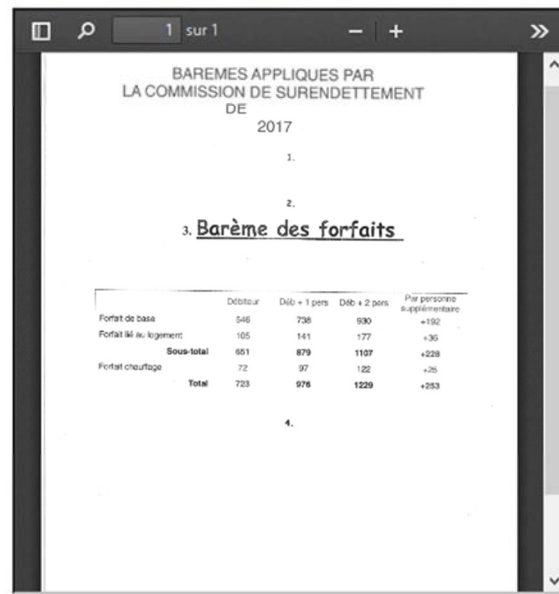 1 sur 1
BAREMES APPLIQUES PAR
LA COMMISSION DE SURENDETTEMENT
DE
2017
1.
2.
3. Barème des forfaits
Débiteur Déb + 1 pers Déb + 2 pers Par personne supplémentaire
Forfait de base 546 738 930 +192
Forfait lié au logement 105 141 177 +36
Sous-total 651 879 1107 +228
Forfait chauffage 72 97 122 +25
Total 723 976 1229 +253
4.